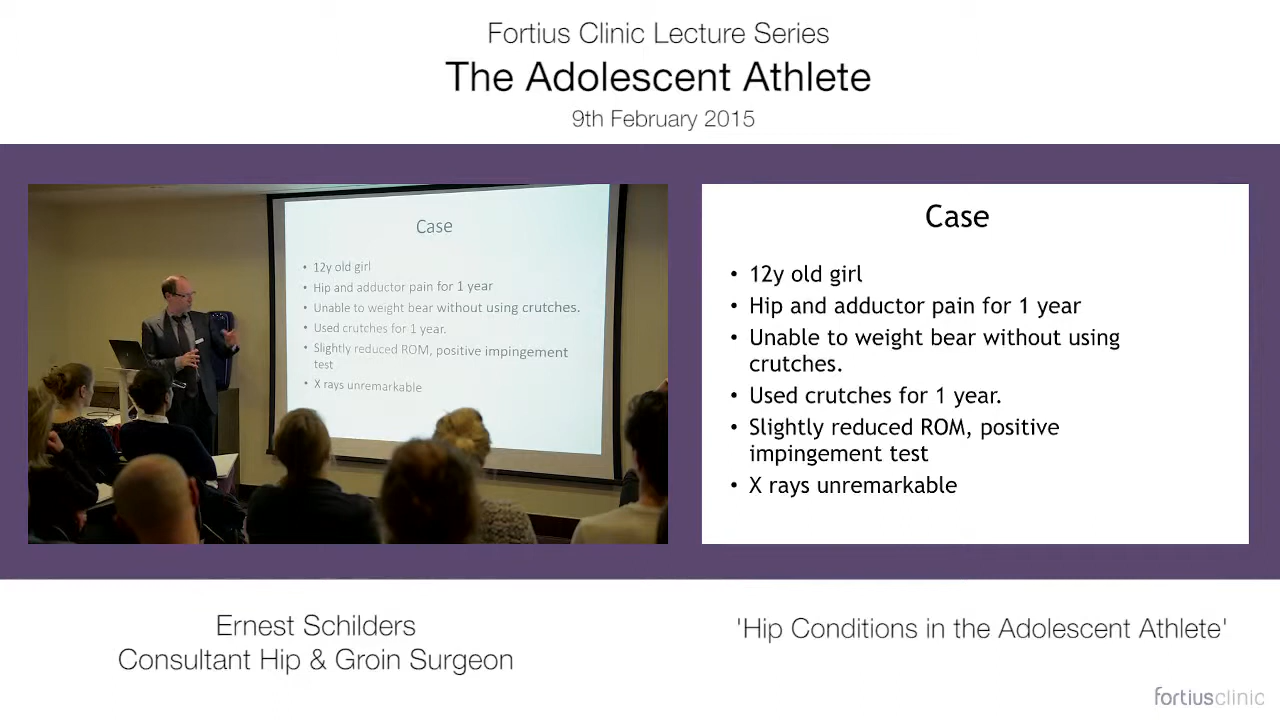 Fortius Clinic Lecture Series
The Adolescent Athlete
9th February 2015
Case
• 12y old girl
• Hip and adductor pain for 1 year
• Unable to weight bear without using crutches.
• Used crutches for 1 year.
• Slightly reduced ROM, positive impingement
test
• X rays unremarkable
Case
• 12y old girl
• Hip and adductor pain for 1 year
• Unable to weight bear without using
crutches.
• Used crutches for 1 year.
• Slightly reduced ROM, positive
impingement test
• X rays unremarkable
Ernest Schilders
Consultant Hip & Groin Surgeon
'Hip Conditions in the Adolescent Athlete'
fortiusclinic